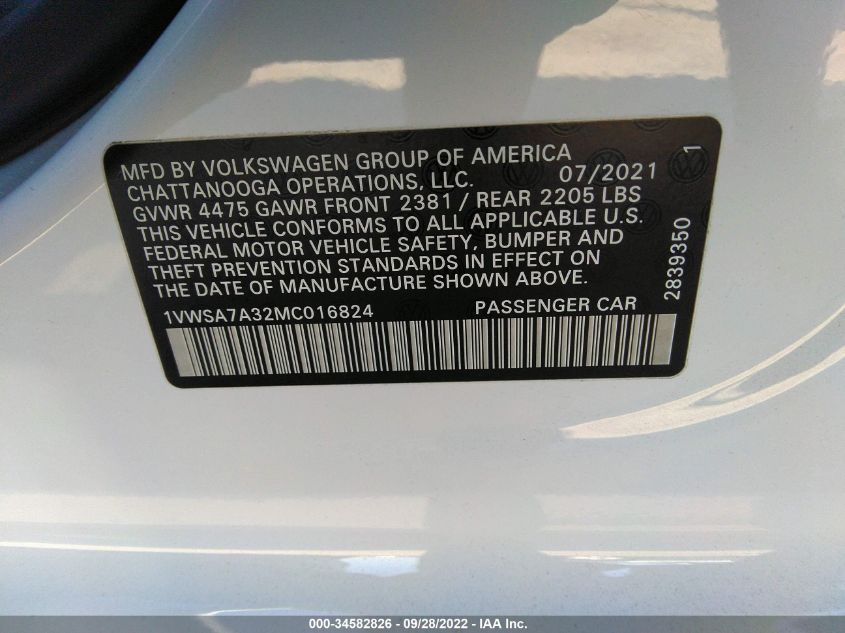 MFD BY VOLKSWAGEN GROUP OF AMERICA
CHATTANOOGA OPERATIONS, LLC. 07/2021 1
GVWR 4475 GAWR FRONT 2381 / REAR 2205 LBS
THIS VEHICLE CONFORMS TO ALL APPLICABLE U.S.
FEDERAL MOTOR VEHICLE SAFETY, BUMPER AND
THEFT PREVENTION STANDARDS IN EFFECT ON
THE DATE OF MANUFACTURE SHOWN ABOVE.
1VWSA7A32MC016824 PASSENGER CAR
2839350
000-34582826 - 09/28/2022 - IAA Inc.